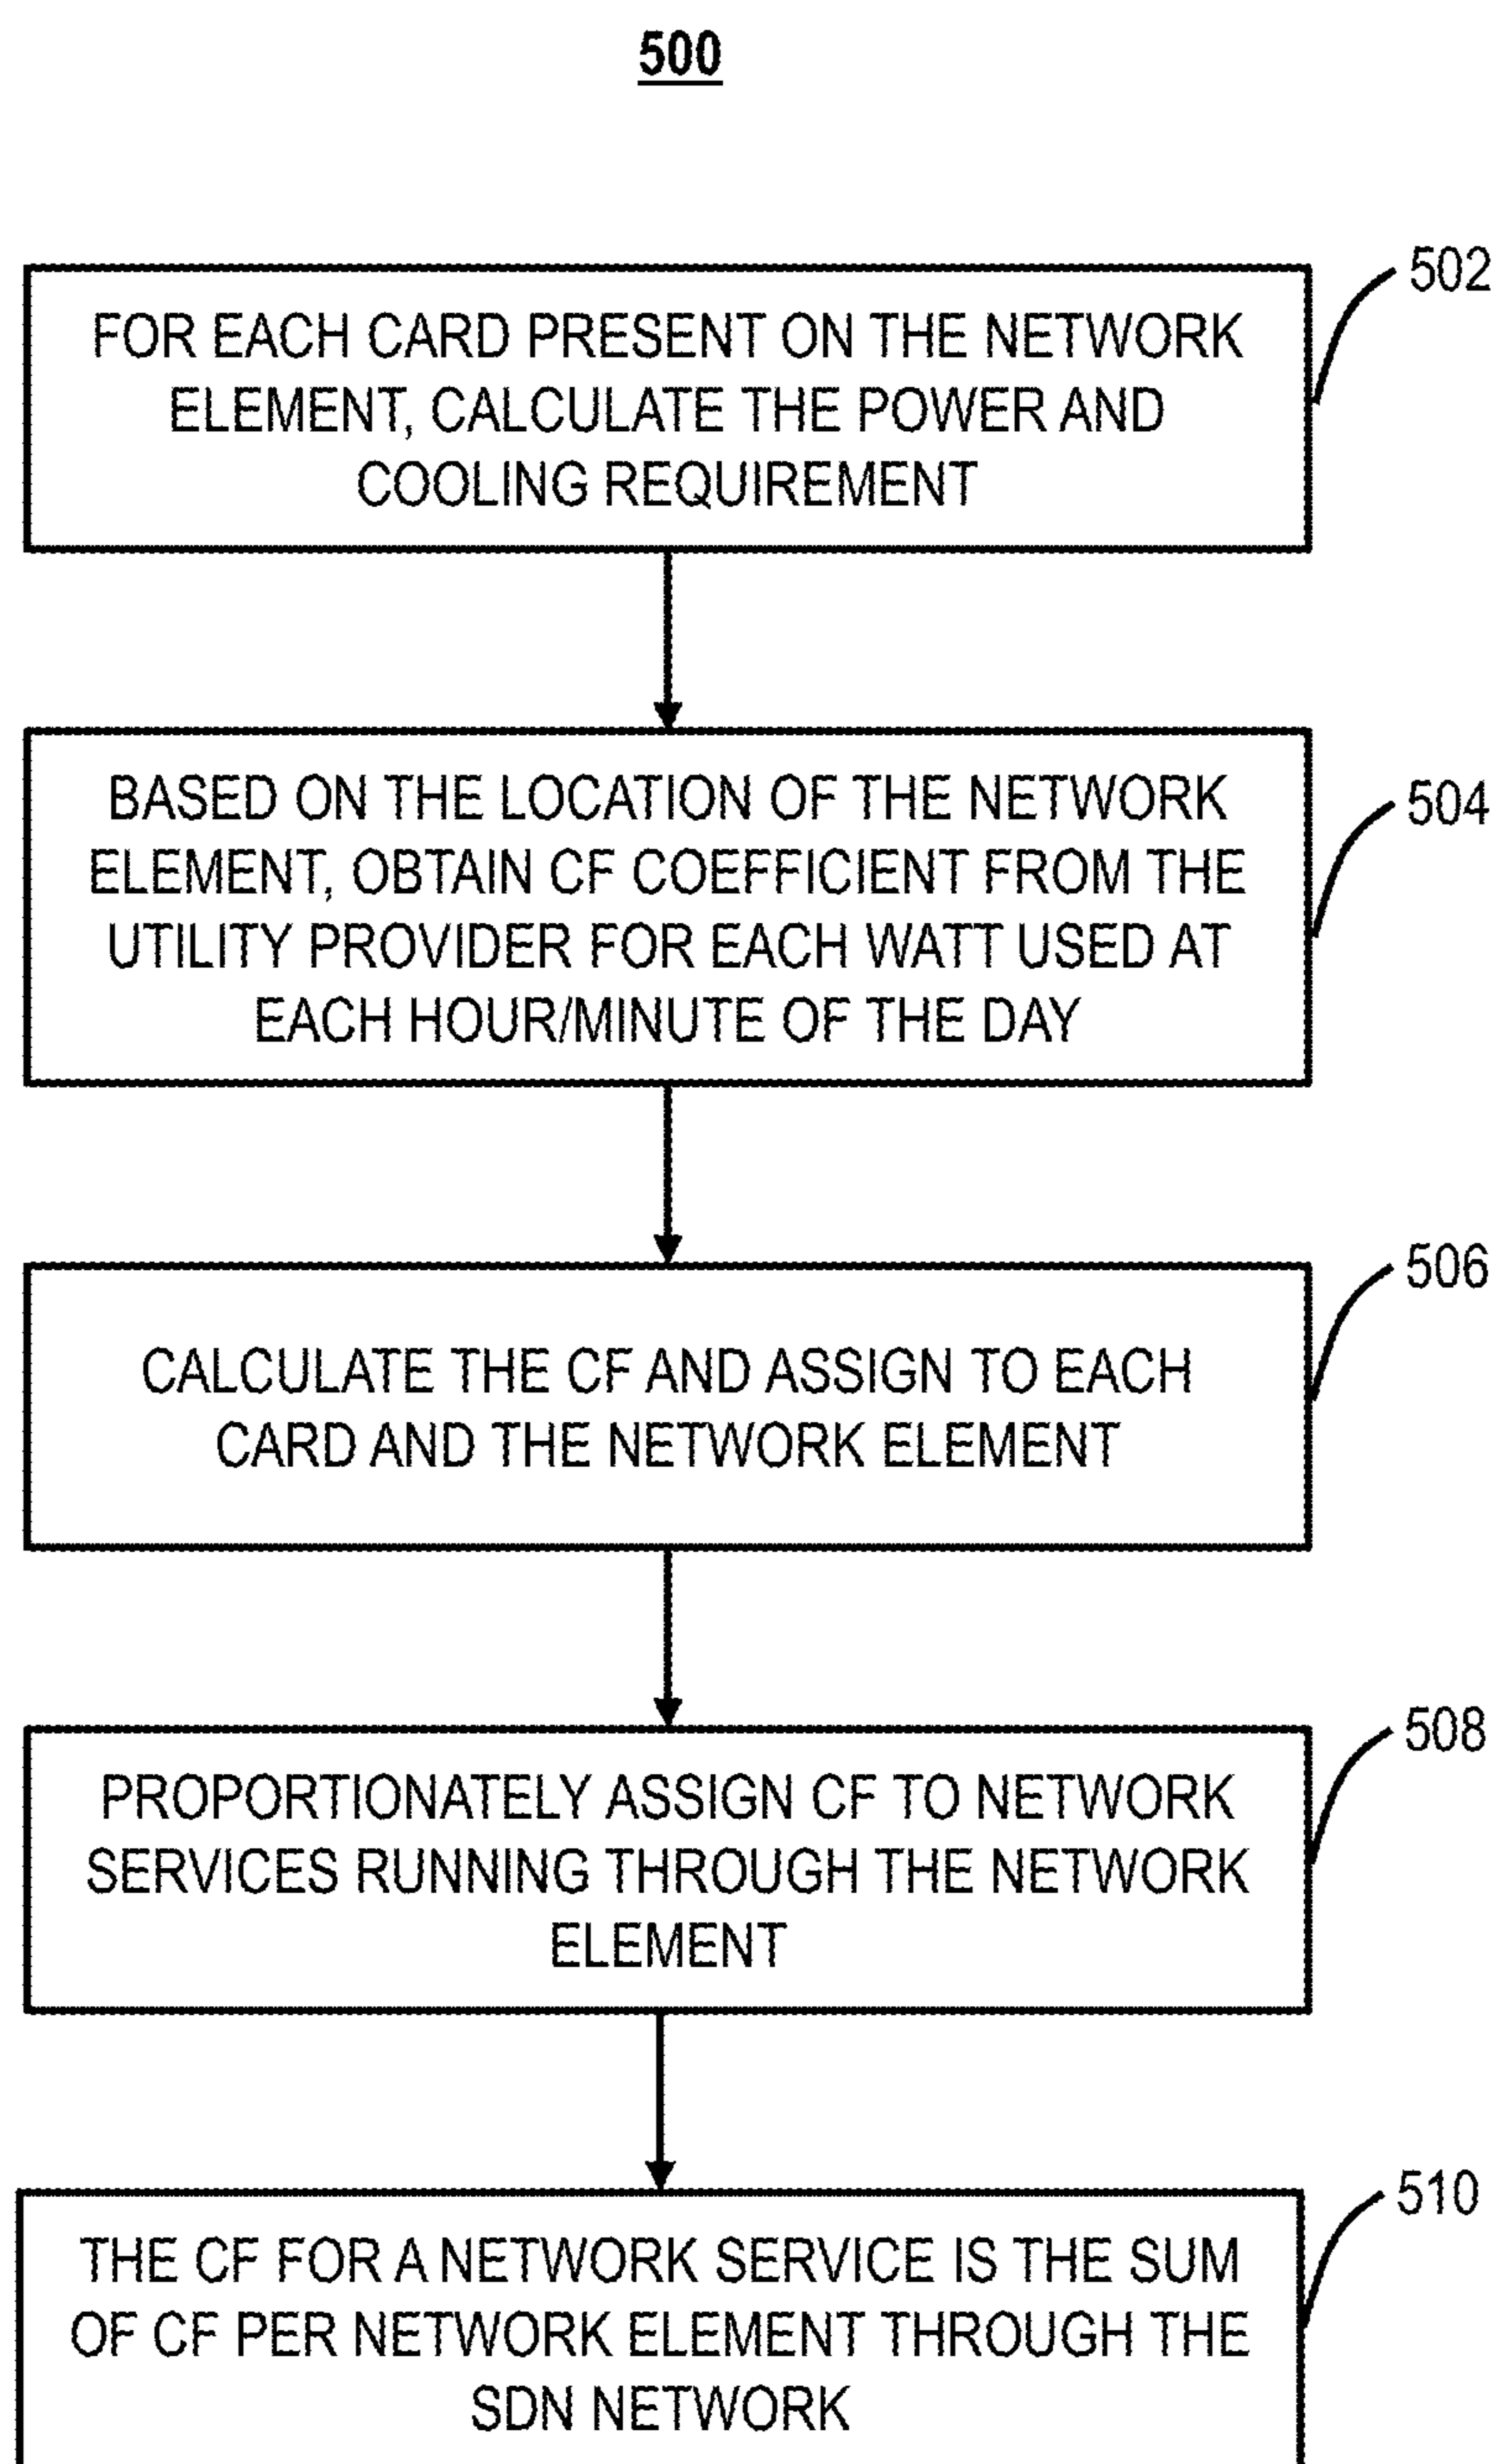 500
502
FOR EACH CARD PRESENT ON THE NETWORK
ELEMENT, CALCULATE THE POWER AND
COOLING REQUIREMENT
504
BASED ON THE LOCATION OF THE NETWORK
ELEMENT, OBTAIN CF COEFFICIENT FROM THE
UTILITY PROVIDER FOR EACH WATT USED AT
EACH HOUR/MINUTE OF THE DAY
506
CALCULATE THE CF AND ASSIGN TO EACH
CARD AND THE NETWORK ELEMENT
508
PROPORTIONATELY ASSIGN CF TO NETWORK
SERVICES RUNNING THROUGH THE NETWORK
ELEMENT
510
THE CF FOR A NETWORK SERVICE IS THE SUM
OF CF PER NETWORK ELEMENT THROUGH THE
SDN NETWORK